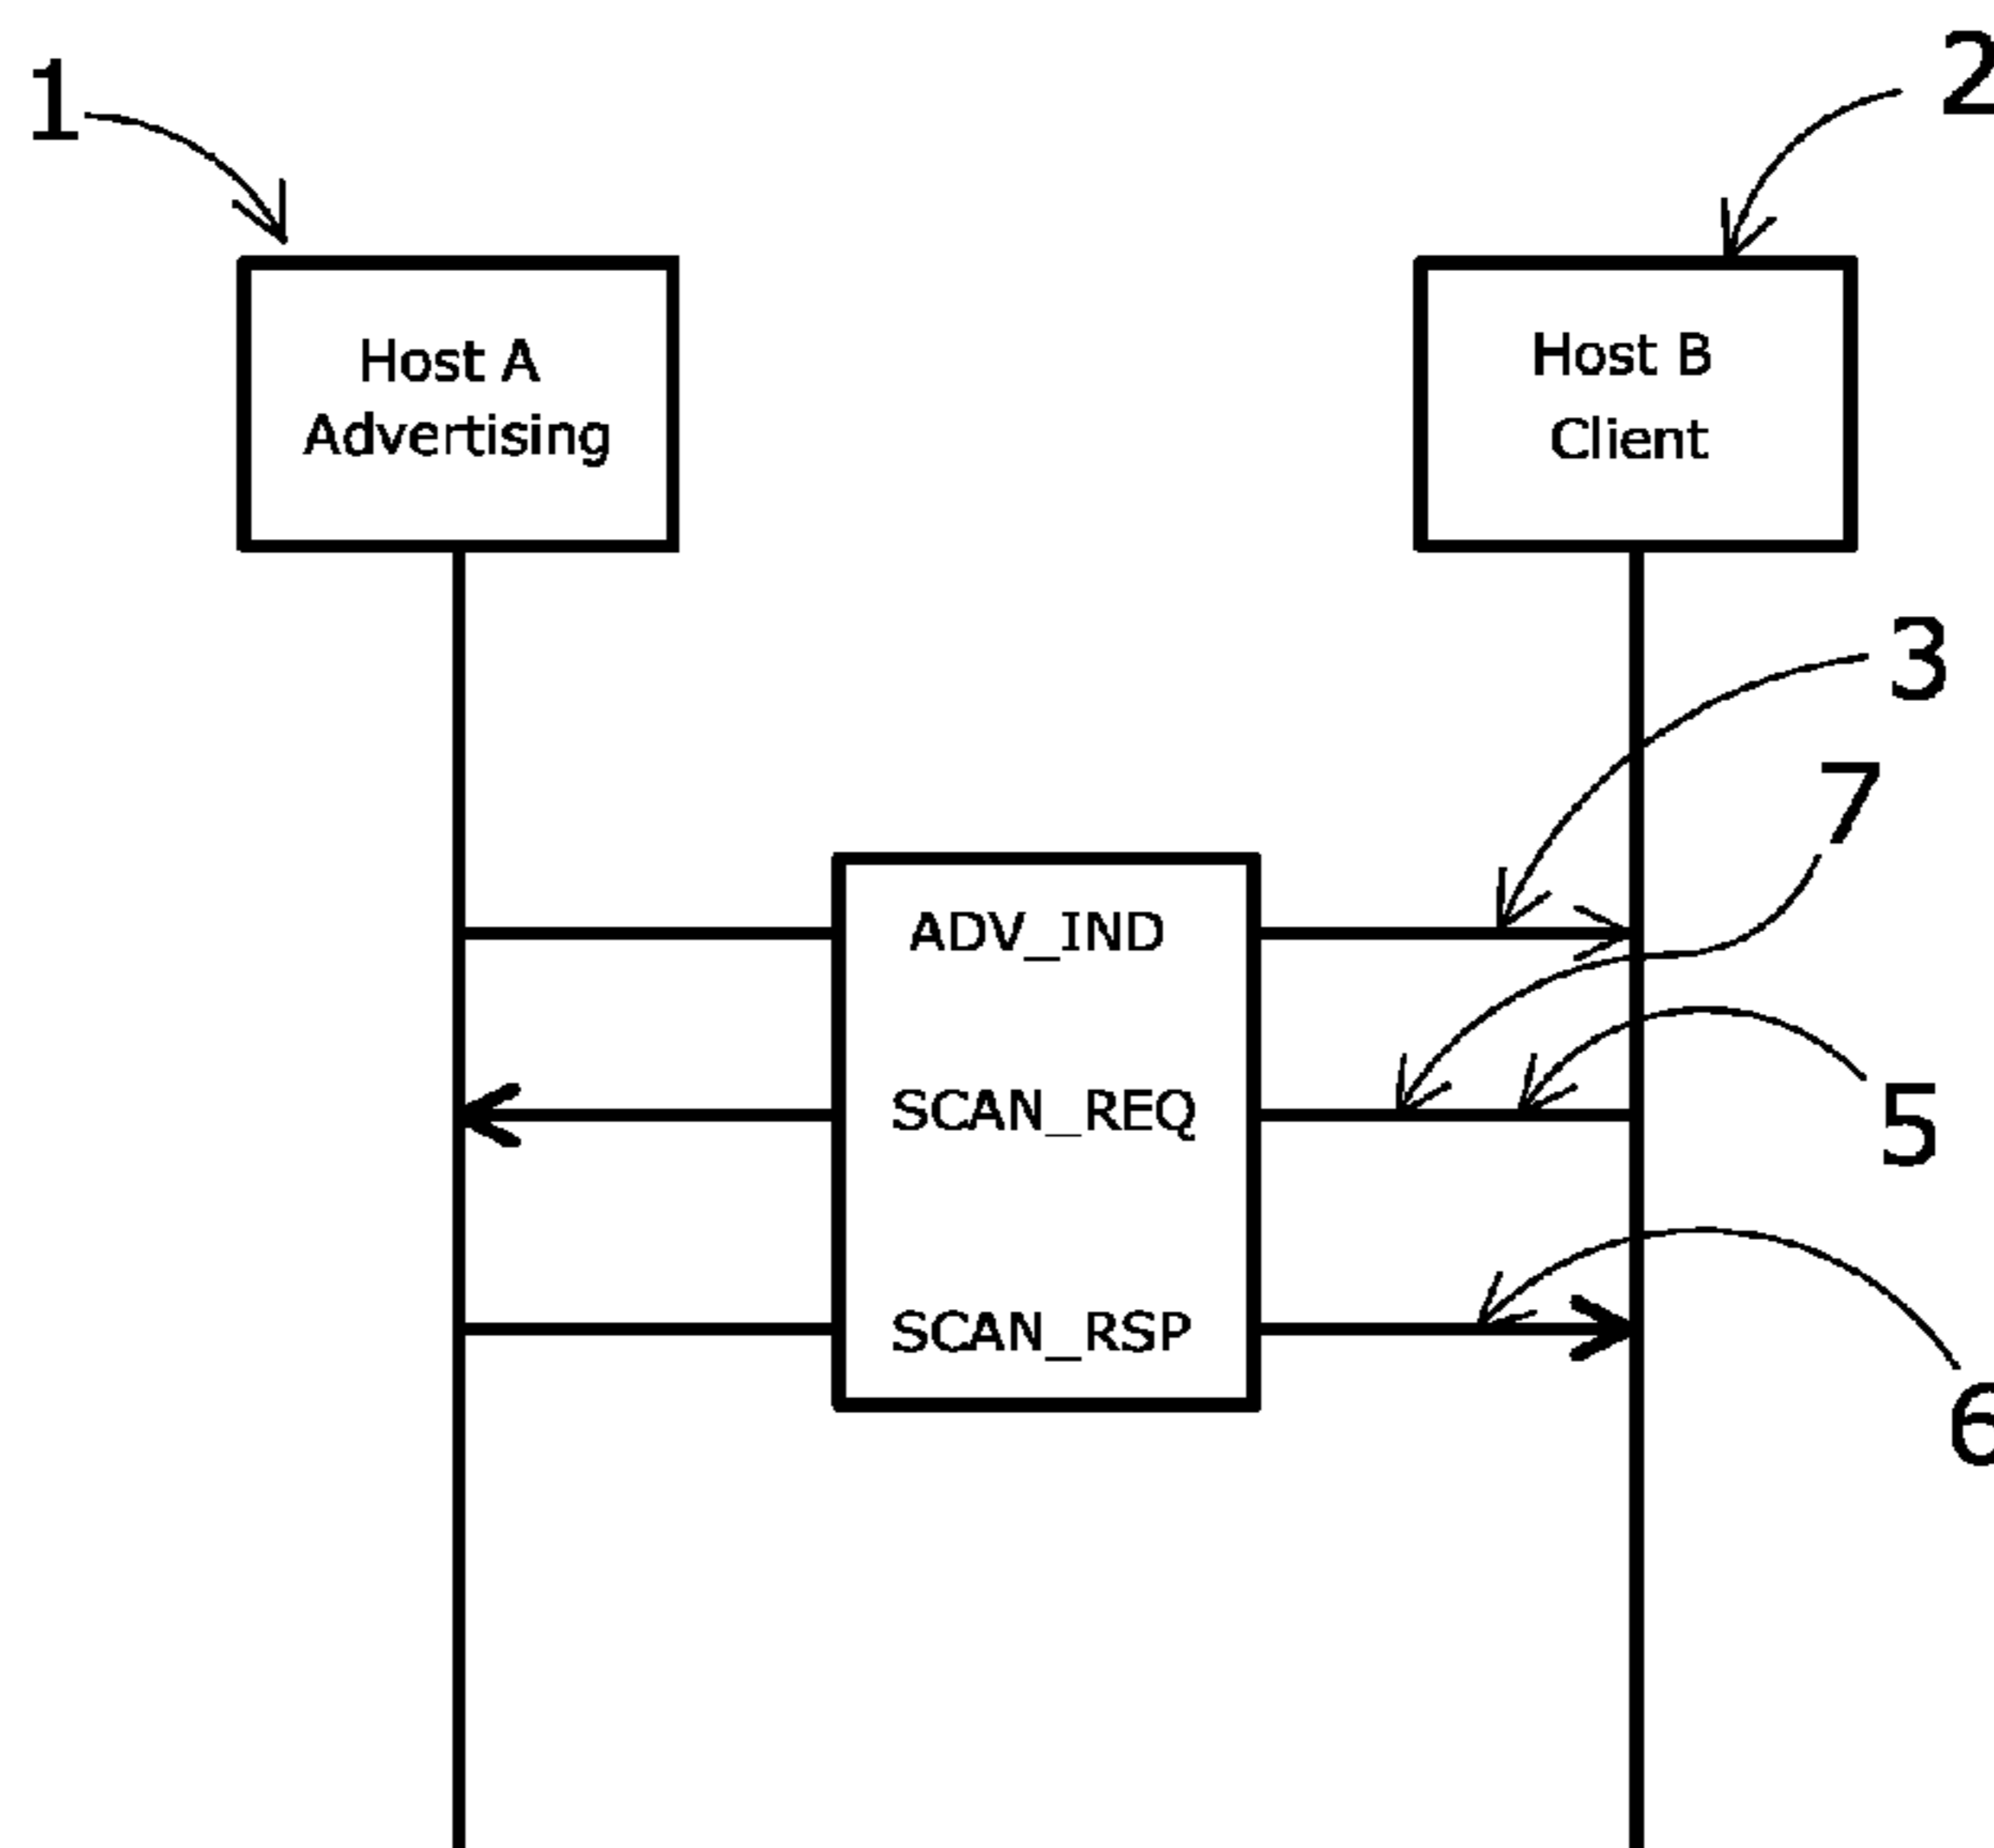 1
2
Host A
Advertising
Host B
Client
3
7
ADV_IND
SCAN_REQ
5
SCAN_RSP
6